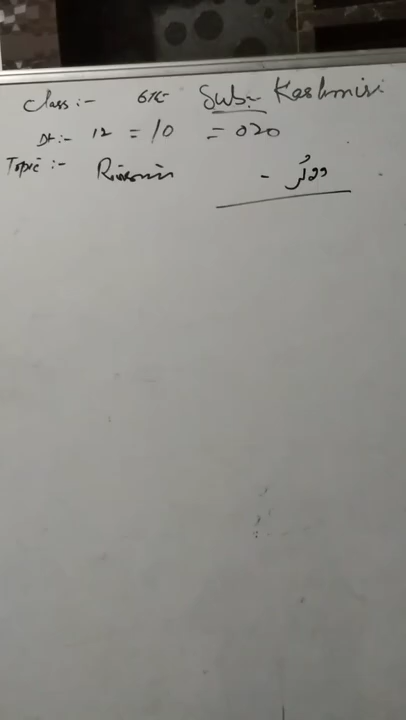 Class :- 6th Sub:- Kashmiri
Dt :- 12 = 10 = 020
Topic :-